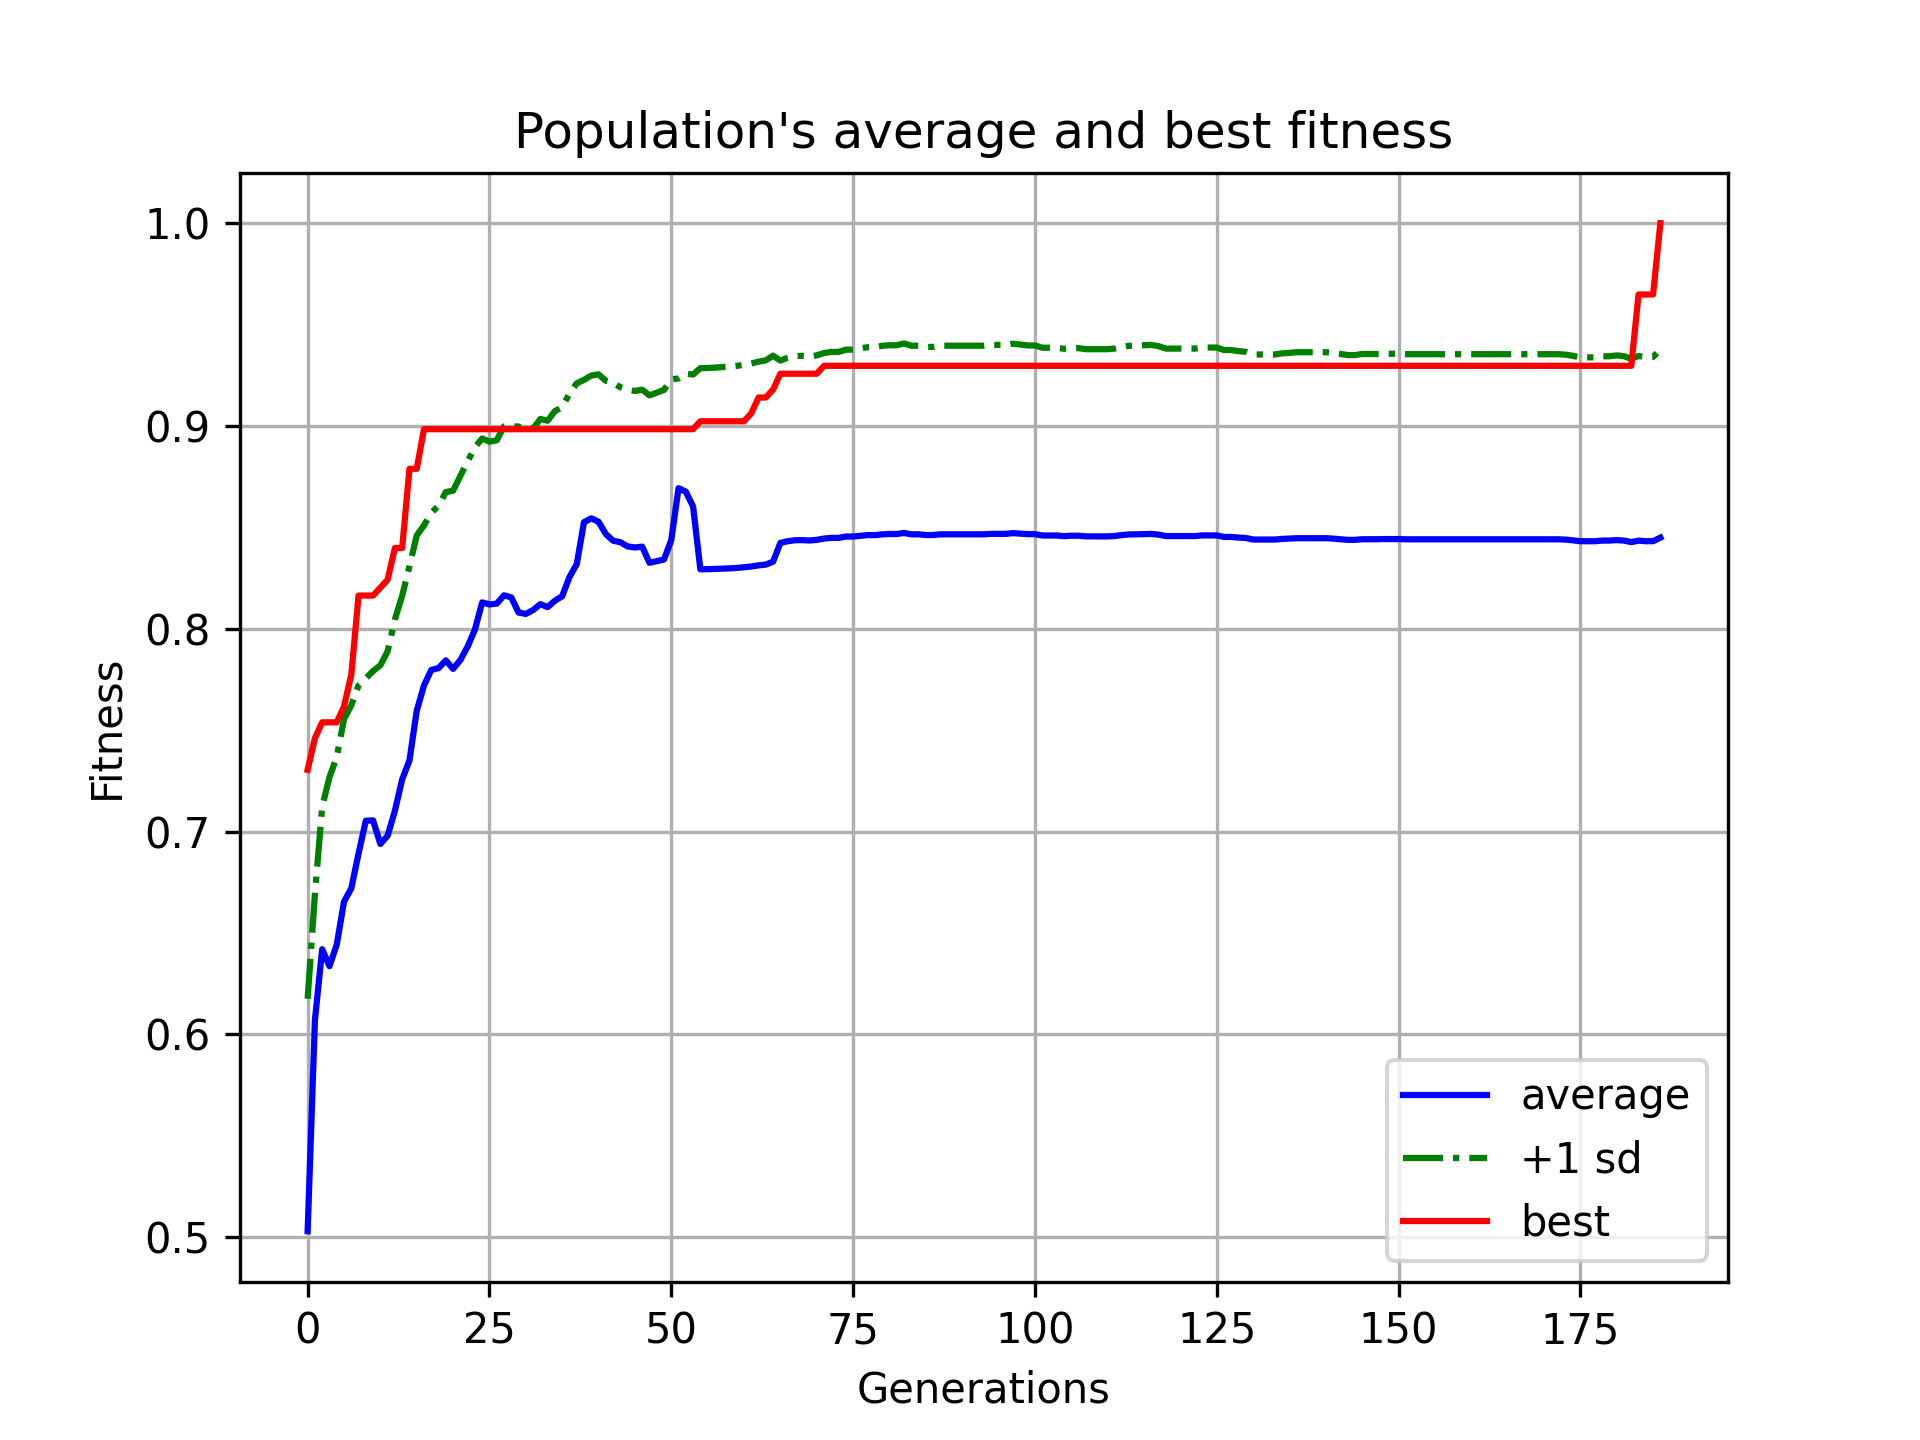 Population's average and best fitness
1.0
0.9
0.8
0.7
0.6
0.5
Fitness
0 25 50 75 100 125 150 175
Generations
average
+1 sd
best